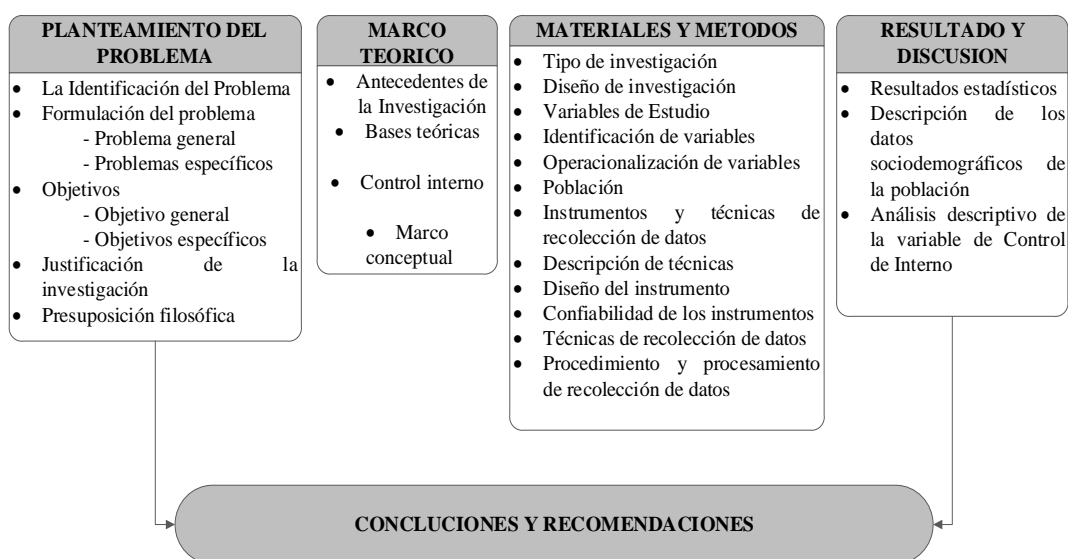 PLANTEAMIENTO DEL
PROBLEMA
• La Identificación del Problema
• Formulación del problema
- Problema general
- Problemas específicos
• Objetivos
- Objetivo general
- Objetivos específicos
• Justificación de la
investigación
• Presuposición filosófica
MARCO
TEORICO
• Antecedentes de
la Investigación
• Bases teóricas
• Control interno
• Marco
conceptual
MATERIALES Y METODOS
• Tipo de investigación
• Diseño de investigación
• Variables de Estudio
• Identificación de variables
• Operacionalización de variables
• Población
• Instrumentos y técnicas de
recolección de datos
• Descripción de técnicas
• Diseño del instrumento
• Confiabilidad de los instrumentos
• Técnicas de recolección de datos
• Procedimiento y procesamiento
de recolección de datos
RESULTADO Y
DISCUSION
• Resultados estadísticos
• Descripción de los
datos
sociodemográficos de
la población
• Análisis descriptivo de
la variable de Control
de Interno
CONCLUCIONES Y RECOMENDACIONES